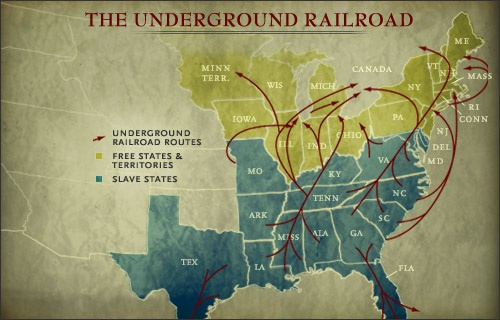 THE UNDERGROUND RAILROAD
ME
MINN
TERR.
WIS
MICH
CANADA
VT
N
MASS
NY
RI
CONN
IOWA
ILL
IND
OHIO
PA
NJ
DEL
MD
UNDERGROUND
RAILROAD ROUTES
FREE STATES &
TERRITORIES
SLAVE STATES
MO
KY
VA
NC
TENN
SC
ARK
MISS
ALA
GA
TEX
LA
FLA